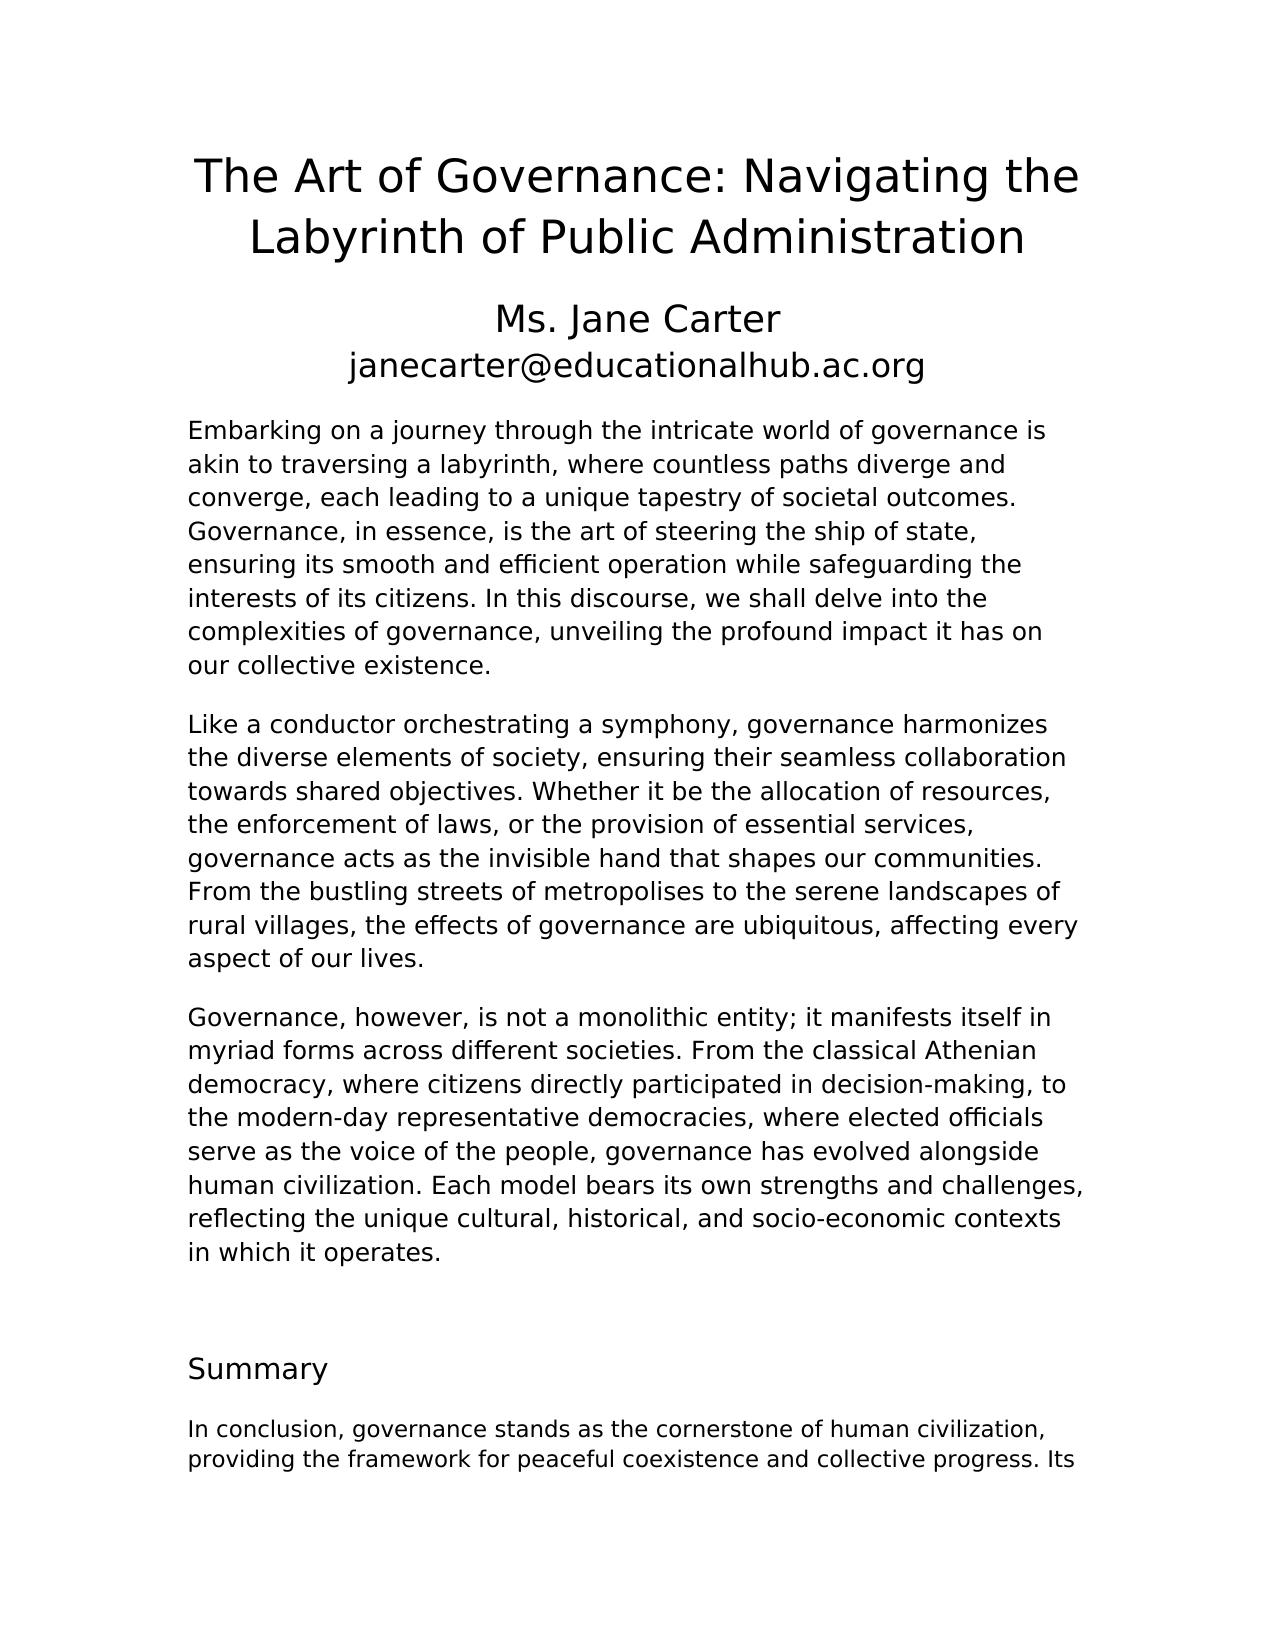 The Art of Governance: Navigating the
Labyrinth of Public Administration
Ms. Jane Carter
janecarter@educationalhub.ac.org
Embarking on a journey through the intricate world of governance is
akin to traversing a labyrinth, where countless paths diverge and
converge, each leading to a unique tapestry of societal outcomes.
Governance, in essence, is the art of steering the ship of state,
ensuring its smooth and efficient operation while safeguarding the
interests of its citizens. In this discourse, we shall delve into the
complexities of governance, unveiling the profound impact it has on
our collective existence.
Like a conductor orchestrating a symphony, governance harmonizes
the diverse elements of society, ensuring their seamless collaboration
towards shared objectives. Whether it be the allocation of resources,
the enforcement of laws, or the provision of essential services,
governance acts as the invisible hand that shapes our communities.
From the bustling streets of metropolises to the serene landscapes of
rural villages, the effects of governance are ubiquitous, affecting every
aspect of our lives.
Governance, however, is not a monolithic entity; it manifests itself in
myriad forms across different societies. From the classical Athenian
democracy, where citizens directly participated in decision-making, to
the modern-day representative democracies, where elected officials
serve as the voice of the people, governance has evolved alongside
human civilization. Each model bears its own strengths and challenges,
reflecting the unique cultural, historical, and socio-economic contexts
in which it operates.
Summary
In conclusion, governance stands as the cornerstone of human civilization,
providing the framework for peaceful coexistence and collective progress. Its